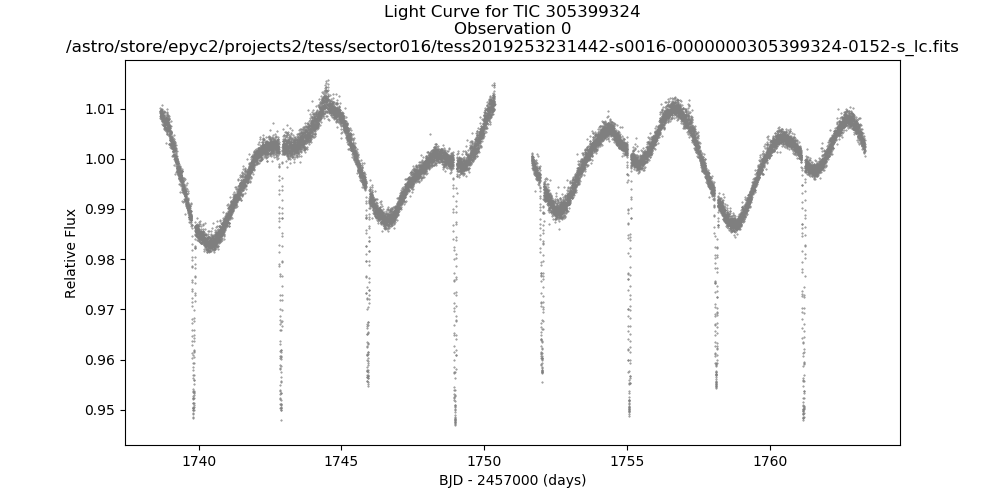 Light Curve for TIC 305399324
Observation 0
/astro/store/epyc2/projects2/tess/sector016/tess2019253231442-s0016-0000000305399324-0152-s_lc.fits
1.01
1.00
0.99
0.98
0.97
0.96
0.95
Relative Flux
1740
1745
1750
1755
1760
BJD - 2457000 (days)